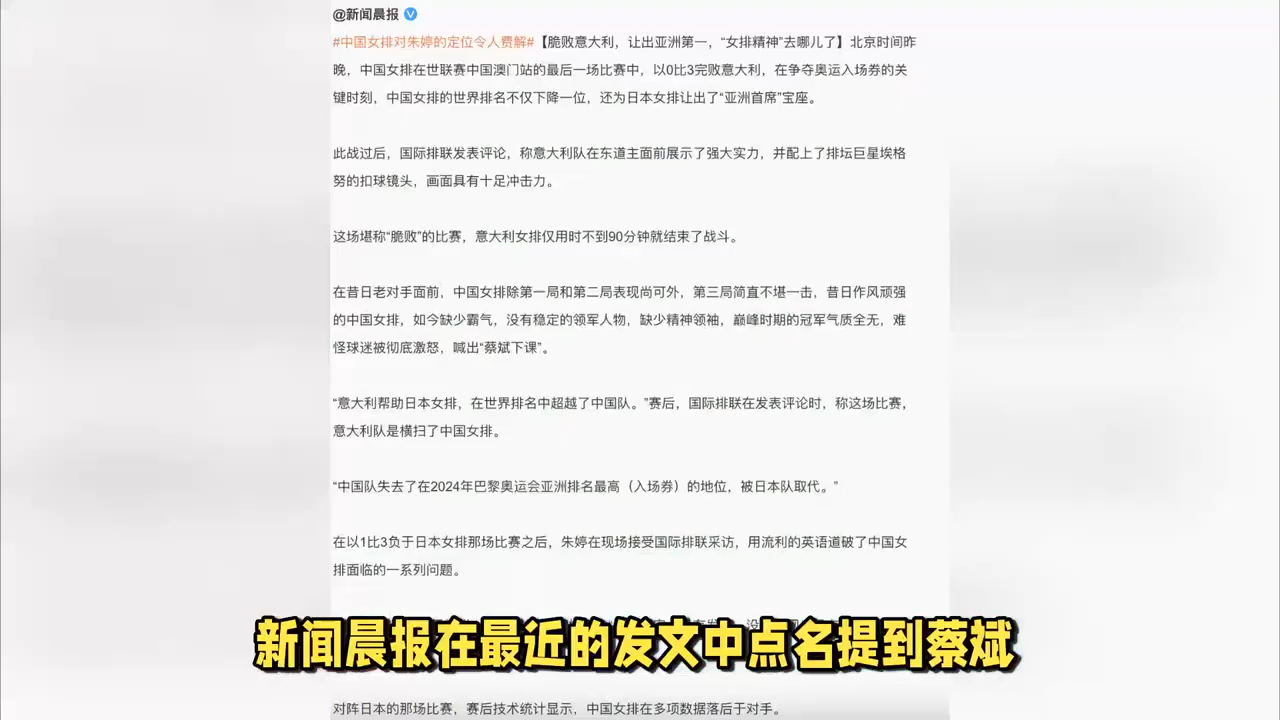 @新闻晨报
#中国女排对朱婷的定位令人费解#【脆败意大利，让出亚洲第一，“女排精神”去哪儿了】北京时间昨
晚，中国女排在世联赛中国澳门站的最后一场比赛中，以0比3完败意大利，在争夺奥运入场券的关
键时刻，中国女排的世界排名不仅下降一位，还为日本女排让出了“亚洲首席”宝座。
此战过后，国际排联发表评论，称意大利队在东道主面前展示了强大实力，并配上了排坛巨星埃格
努的扣球镜头，画面具有十足冲击力。
这场堪称“脆败”的比赛，意大利女排仅用时不到90分钟就结束了战斗。
在昔日老对手面前，中国女排除第一局和第二局表现尚可外，第三局简直不堪一击，昔日作风顽强
的中国女排，如今缺少霸气，没有稳定的领军人物，缺少精神领袖，巅峰时期的冠军气质全无，难
怪球迷被彻底激怒，喊出“蔡斌下课”。
“意大利帮助日本女排，在世界排名中超越了中国队。”赛后，国际排联在发表评论时，称这场比赛，
意大利队是横扫了中国女排。
“中国队失去了在2024年巴黎奥运会亚洲排名最高（入场券）的地位，被日本队取代。”
在以1比3负于日本女排那场比赛之后，朱婷在现场接受国际排联采访，用流利的英语道破了中国女
排面临的一系列问题。
新闻晨报在最近的发文中点名提到蔡斌
对阵日本的那场比赛，赛后技术统计显示，中国女排在多项数据落后于对手。